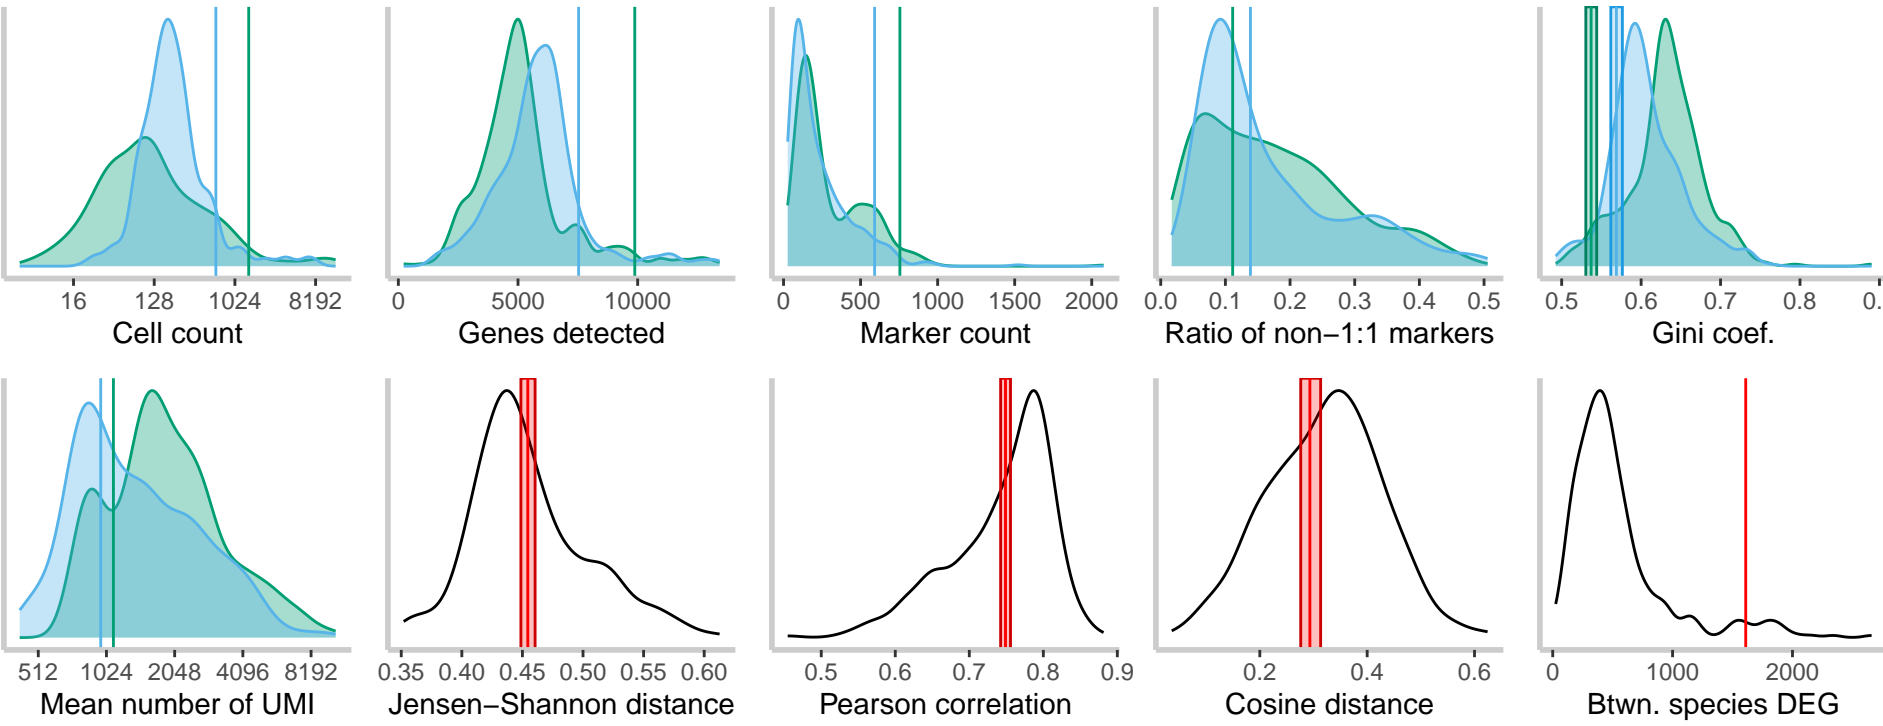 16 128 1024 8192
Cell count
0 5000 10000
Genes detected
0 500 1000 1500 2000
Marker count
0.0 0.1 0.2 0.3 0.4 0.5
Ratio of non−1:1 markers
0.5 0.6 0.7 0.8 0.
Gini coef.
512 1024 2048 4096 8192
Mean number of UMI
0.35 0.40 0.45 0.50 0.55 0.60
Jensen−Shannon distance
0.5 0.6 0.7 0.8 0.9
Pearson correlation
0.2 0.4 0.6
Cosine distance
0 1000 2000
Btwn. species DEG